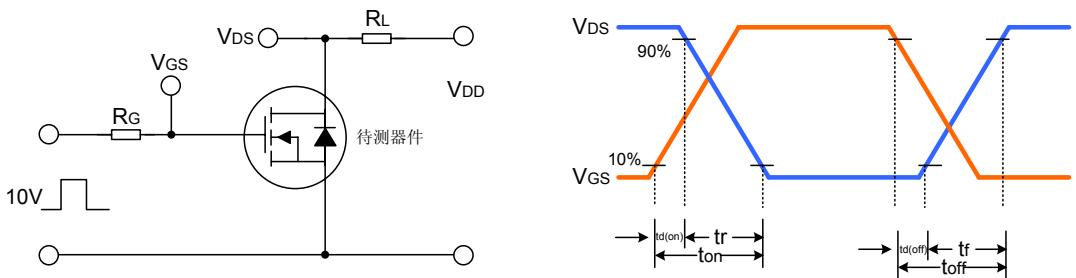 VDS
RL
VGS
VDD
RG
待测器件
10V
VDS
90%
10%
VGS
td(on)
tr
ton
td(off)
tf
toff